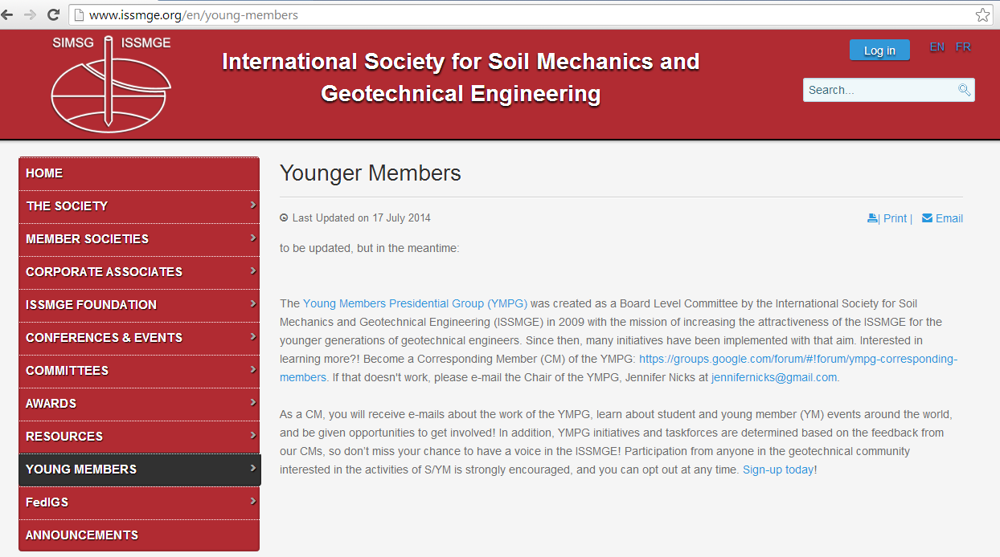 www.issmge.org/en/young-members
SIMSG ISSMGE
International Society for Soil Mechanics and
Geotechnical Engineering
Log in
EN FR
Search...
HOME
THE SOCIETY
MEMBER SOCIETIES
CORPORATE ASSOCIATES
ISSMGE FOUNDATION
CONFERENCES & EVENTS
COMMITTEES
AWARDS
RESOURCES
YOUNG MEMBERS
FedIGS
ANNOUNCEMENTS
Younger Members
Last Updated on 17 July 2014
| Print | Email
to be updated, but in the meantime:
The Young Members Presidential Group (YMPG) was created as a Board Level Committee by the International Society for Soil
Mechanics and Geotechnical Engineering (ISSMGE) in 2009 with the mission of increasing the attractiveness of the ISSMGE for the
younger generations of geotechnical engineers. Since then, many initiatives have been implemented with that aim. Interested in
learning more?! Become a Corresponding Member (CM) of the YMPG: https://groups.google.com/forum/#!forum/ympg-corresponding-
members. If that doesn't work, please e-mail the Chair of the YMPG, Jennifer Nicks at jennifernicks@gmail.com.
As a CM, you will receive e-mails about the work of the YMPG, learn about student and young member (YM) events around the world,
and be given opportunities to get involved! In addition, YMPG initiatives and taskforces are determined based on the feedback from
our CMs, so don't miss your chance to have a voice in the ISSMGE! Participation from anyone in the geotechnical community
interested in the activities of S/YM is strongly encouraged, and you can opt out at any time. Sign-up today!